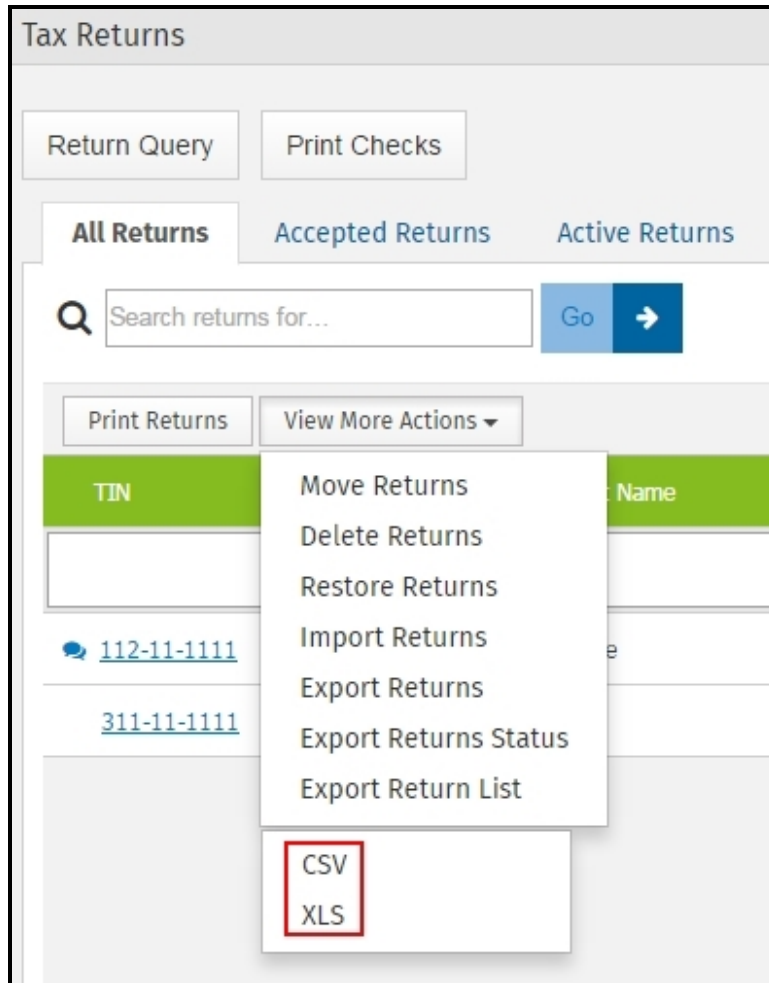 Tax Returns
Return Query Print Checks
All Returns Accepted Returns Active Returns
Search returns for... Go
Print Returns View More Actions
TIN Name
Move Returns
Delete Returns
Restore Returns
Import Returns
112-11-1111
Export Returns
311-11-1111
Export Returns Status
Export Return List
CSV
XLS